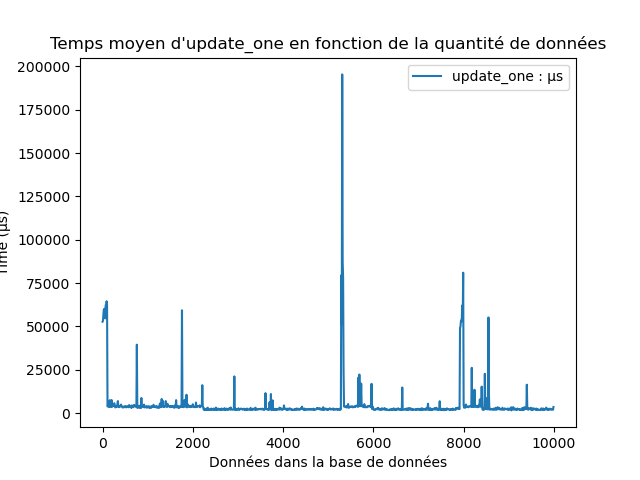 Temps moyen d'update_one en fonction de la quantité de données
update_one : µs
200000
175000
150000
125000
100000
75000
50000
25000
0
Time (µs)
0 2000 4000 6000 8000 10000
Données dans la base de données